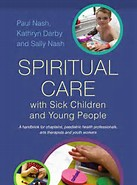 Paul Nash,
Kathryn Darby
and Sally Nash
SPIRITUAL
CARE
with Sick Children
and Young People
A handbook for chaplains, paediatric health professionals,
arts therapists and youth workers